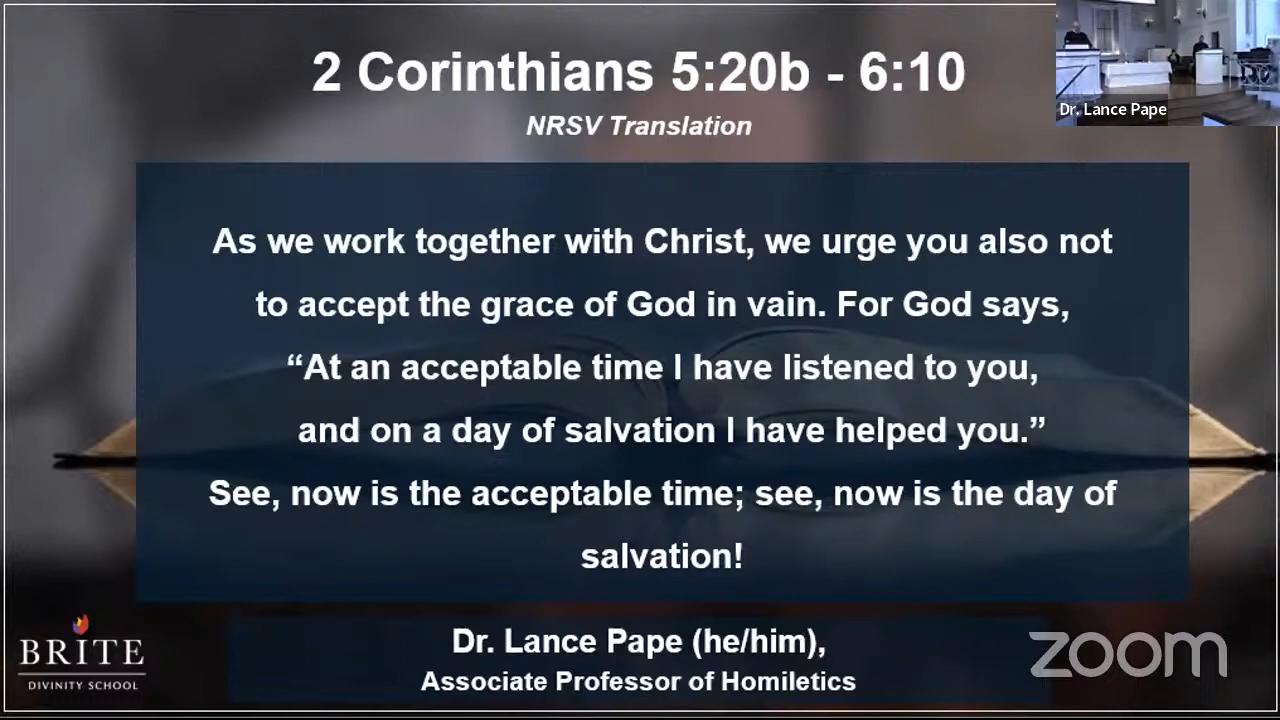 2 Corinthians 5:20b - 6:10
NRSV Translation
Dr. Lance Pape
As we work together with Christ, we urge you also not
to accept the grace of God in vain. For God says,
“At an acceptable time I have listened to you,
and on a day of salvation I have helped you.”
See, now is the acceptable time; see, now is the day of
salvation!
BRITE
DIVINITY SCHOOL
Dr. Lance Pape (he/him),
Associate Professor of Homiletics
zoom